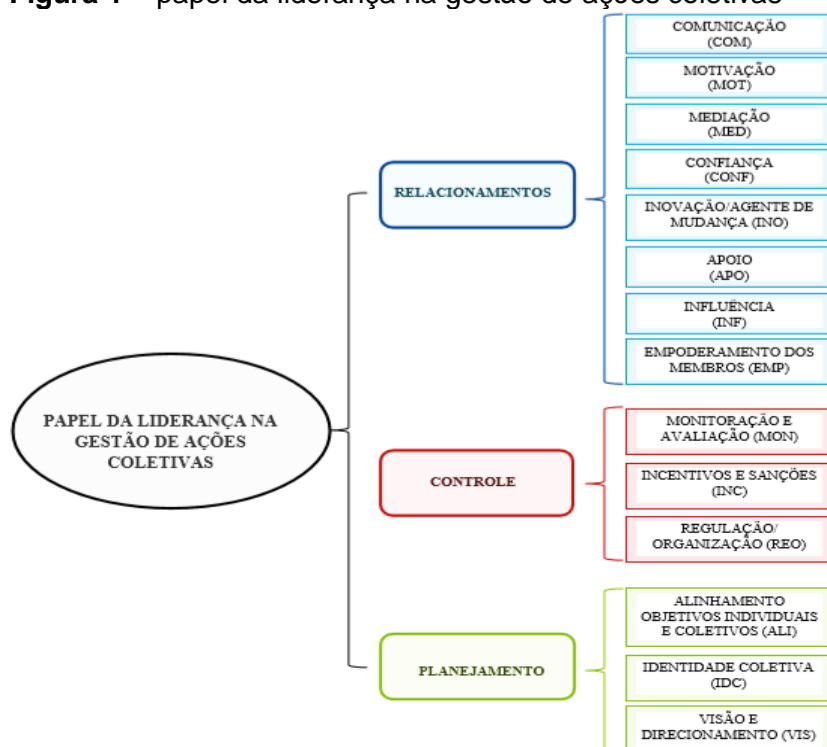 Figura 1 – papel da liderança na gestão de ações coletivas
COMUNICAÇÃO
(COM)
MOTIVAÇÃO
(MOT)
MEDIAÇÃO
(MED)
CONFIANÇA
(CONF)
INOVAÇÃO/AGENTE DE
MUDANÇA (INO)
APOIO
(APO)
INFLUÊNCIA
(INF)
EMPODERAMENTO DOS
MEMBROS (EMP)
RELACIONAMENTOS
PAPEL DA LIDERANÇA NA
GESTÃO DE AÇÕES
COLETIVAS
MONITORAÇÃO E
AVALIAÇÃO (MON)
INCENTIVOS E SANÇÕES
(INC)
REGULAÇÃO/
ORGANIZAÇÃO (REO)
CONTROLE
ALINHAMENTO
OBJETIVOS INDIVIDUAIS
E COLETIVOS (ALI)
IDENTIDADE COLETIVA
(IDC)
VISÃO E
DIRECIONAMENTO (VIS)
PLANEJAMENTO